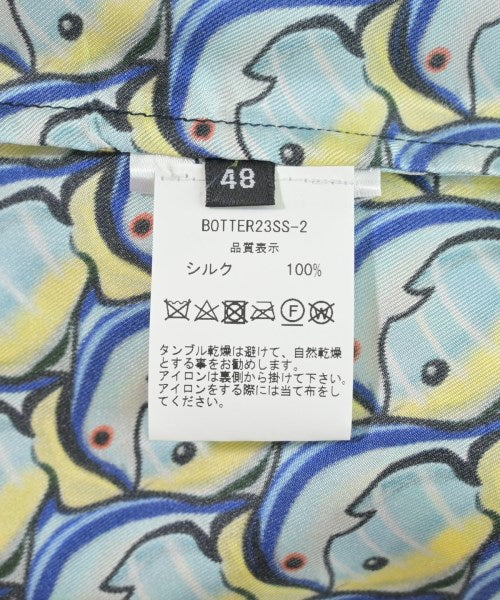 48
BOTTER23SS-2
品質表示
シルク 100%
F W
タンブル乾燥は避けて、自然乾燥
とする事をお勧めします。
アイロンは裏側から掛けて下さい。
アイロンをする際には当て布をし
てください。